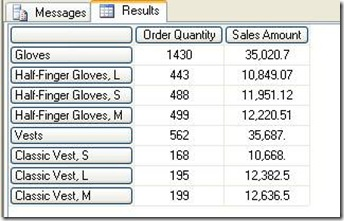 Messages Results
Order Quantity Sales Amount
Gloves 1430 35,020.7
Half-Finger Gloves, L 443 10,849.07
Half-Finger Gloves, S 488 11,951.12
Half-Finger Gloves, M 499 12,220.51
Vests 562 35,687.
Classic Vest, S 168 10,668.
Classic Vest, L 195 12,382.5
Classic Vest, M 199 12,636.5